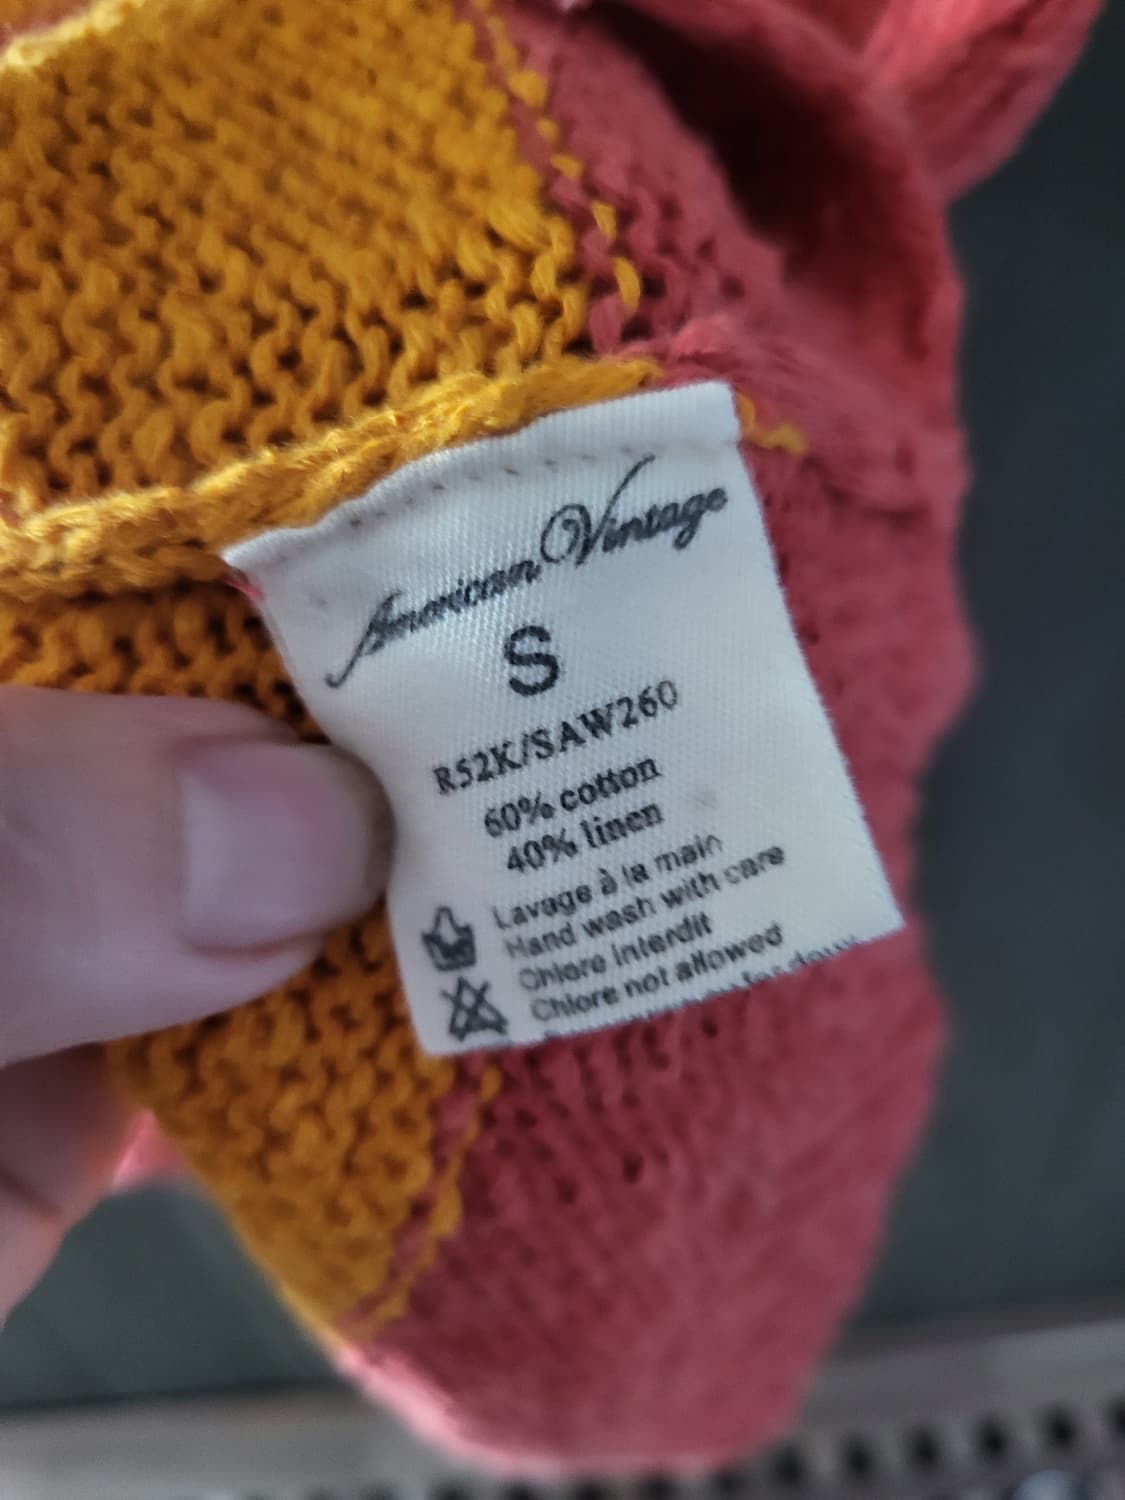 American Vintage
S
R52K/SAW260
60% cotton
40% linen
Lavage à la main
Hand wash with care
Chlore interdit
Chlore not allowed